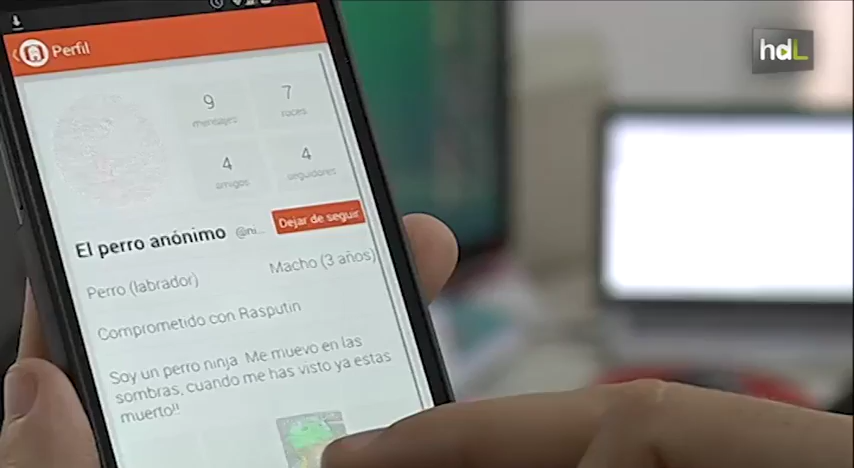 Perfil
hdL
9
mensajes
7
roces
4
amigos
4
seguidores
El perro anónimo @ni... Dejar de seguir
Perro (labrador) Macho (3 años)
Comprometido con Rasputin
Soy un perro ninja. Me muevo en las
sombras, cuando me has visto ya estas
muerto!!